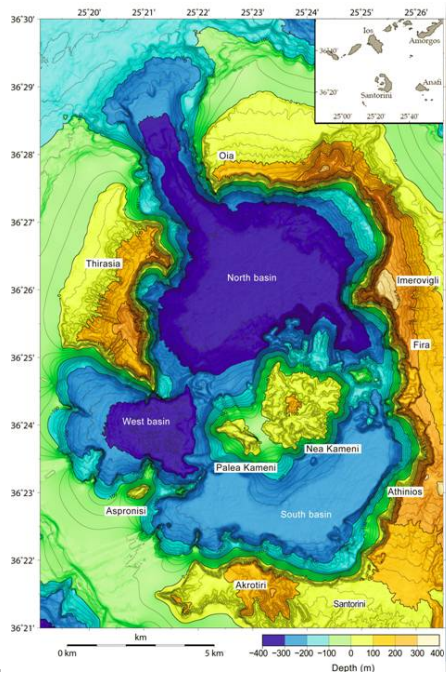 25°20' 25°21' 25°22' 25°23' 25°24' 25°25' 25°26'
36°30'
36°29'
36°28'
36°27'
36°26'
36°25'
36°24'
36°23'
36°22'
36°21'
Ios
Amorgos
36°20'
Santorini
Anafi
25°00' 25°20' 25°40'
Oia
Thirasia
North basin
Imerovigli
Fira
West basin
Nea Kameni
Palea Kameni
Athinios
Aspronisi
South basin
Akrotiri
Santorini
km
0 km 5 km
−400 −300 −200 −100 0 100 200 300 400
Depth (m)